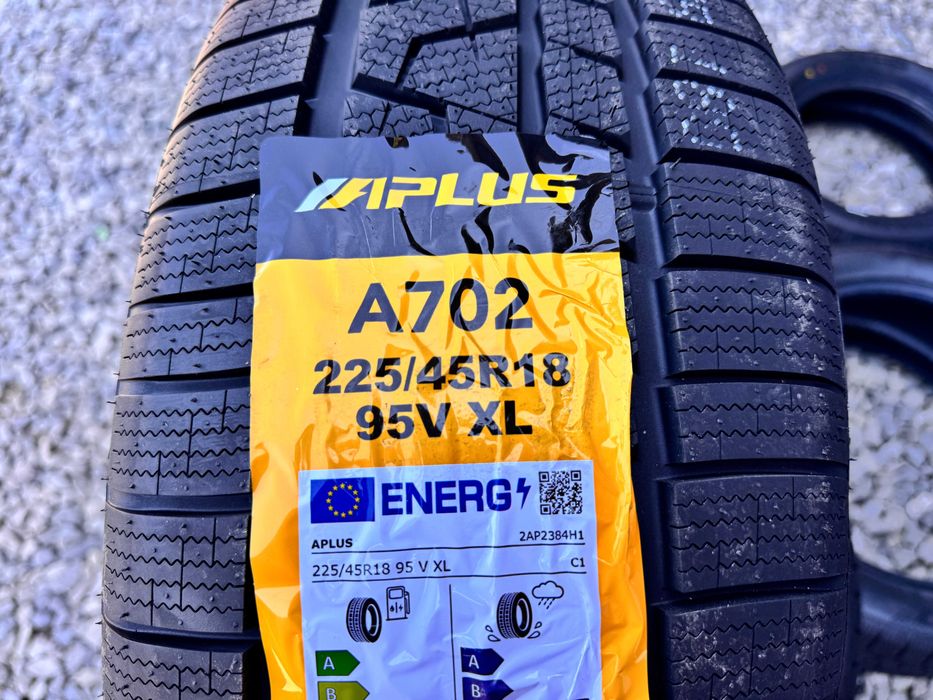 APLUS
A702
225/45R18
95V XL
ENERG
APLUS 2AP2384H1
225/45R18 95 V XL C1
A A
B B